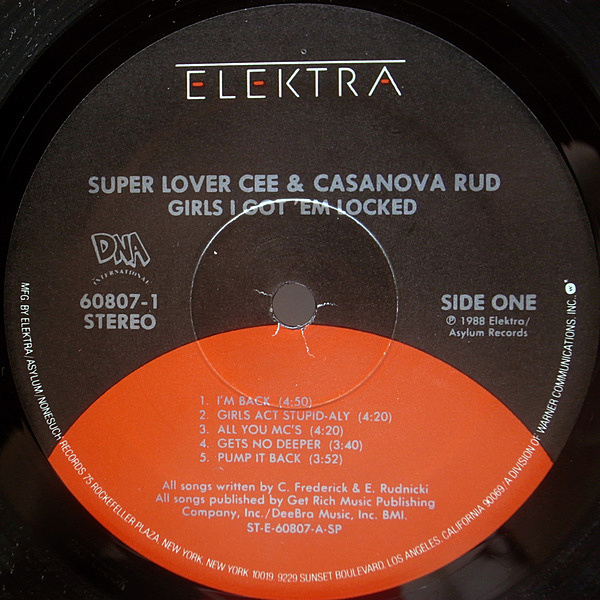 ELEKTRA
SUPER LOVER CEE & CASANOVA RUD
GIRLS I GOT 'EM LOCKED
DNA
INTERNATIONAL
60807-1
STEREO
SIDE ONE
℗ 1988 Elektra/
Asylum Records
1. I'M BACK (4:50)
2. GIRLS ACT STUPID-ALY (4:20)
3. ALL YOU MC'S (4:20)
4. GETS NO DEEPER (3:40)
5. PUMP IT BACK (3:52)
All songs written by C. Frederick & E. Rudnicki
All songs published by Get Rich Music Publishing
Company, Inc./DeeBra Music, Inc. BMI.
ST-E-60807-A-SP
MFG. BY ELEKTRA/ASYLUM/NONESUCH RECORDS, 75 ROCKEFELLER PLAZA, NEW YORK, NEW YORK 10019. 9229 SUNSET BOULEVARD, LOS ANGELES, CALIFORNIA 90069 / A DIVISION OF WARNER COMMUNICATIONS, INC.